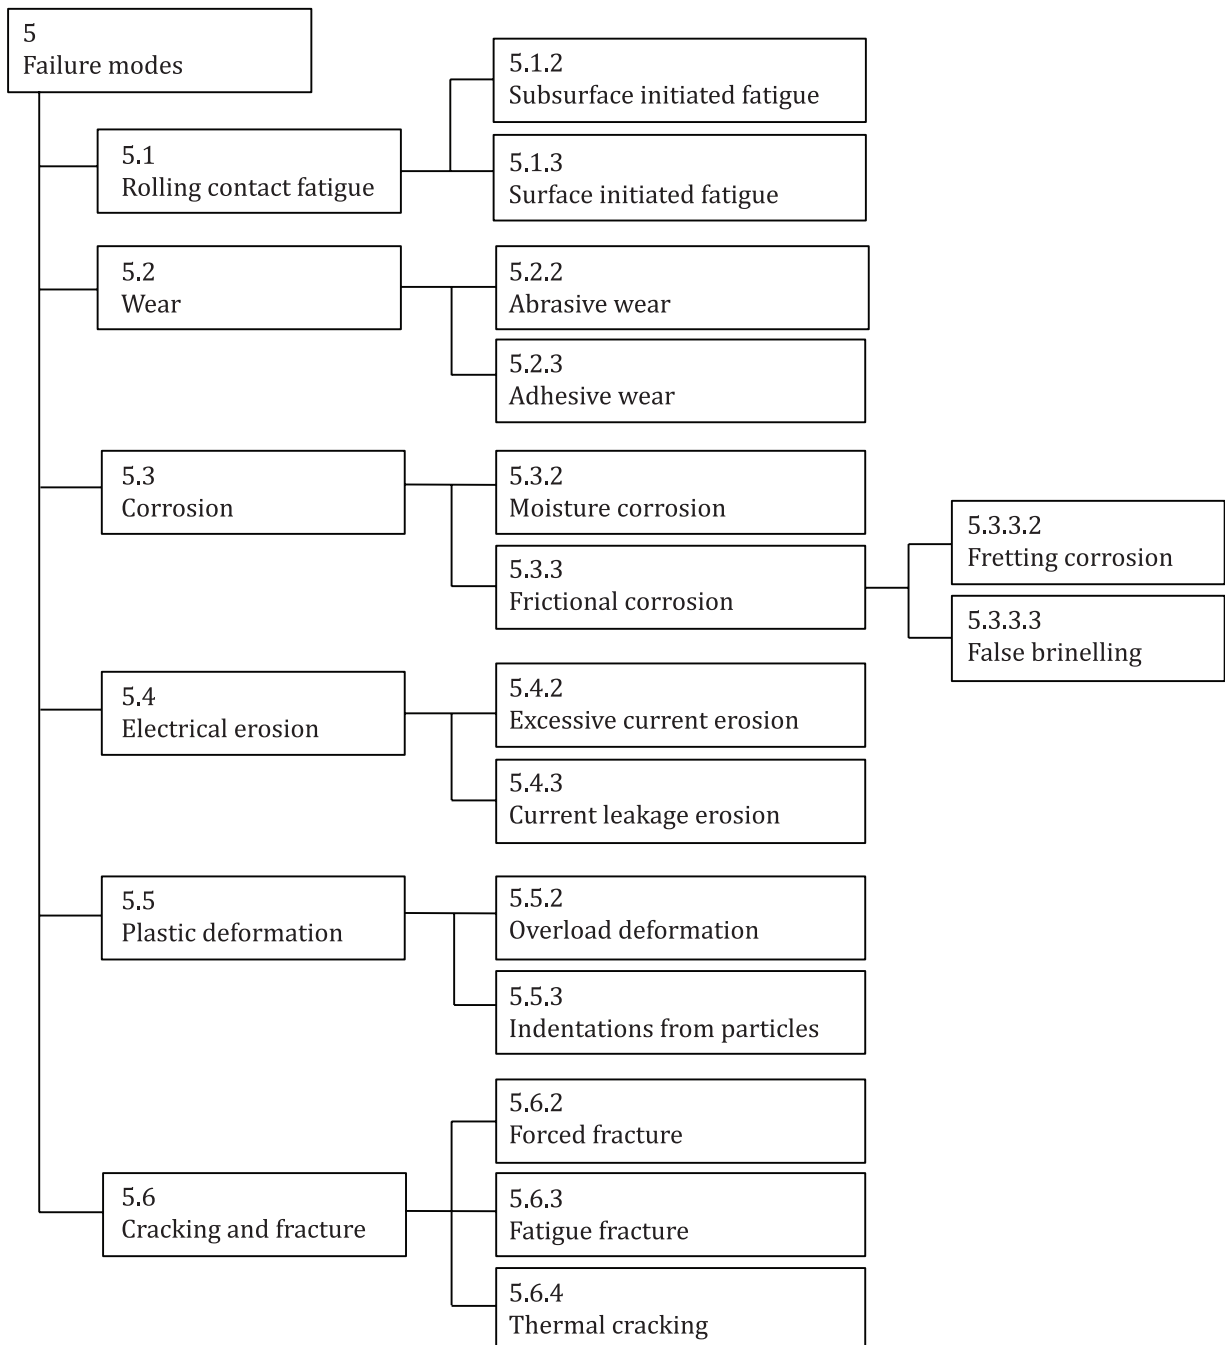 5
Failure modes
5.1
Rolling contact fatigue
5.1.2
Subsurface initiated fatigue
5.1.3
Surface initiated fatigue
5.2
Wear
5.2.2
Abrasive wear
5.2.3
Adhesive wear
5.3
Corrosion
5.3.2
Moisture corrosion
5.3.3
Frictional corrosion
5.3.3.2
Fretting corrosion
5.3.3.3
False brinelling
5.4
Electrical erosion
5.4.2
Excessive current erosion
5.4.3
Current leakage erosion
5.5
Plastic deformation
5.5.2
Overload deformation
5.5.3
Indentations from particles
5.6
Cracking and fracture
5.6.2
Forced fracture
5.6.3
Fatigue fracture
5.6.4
Thermal cracking